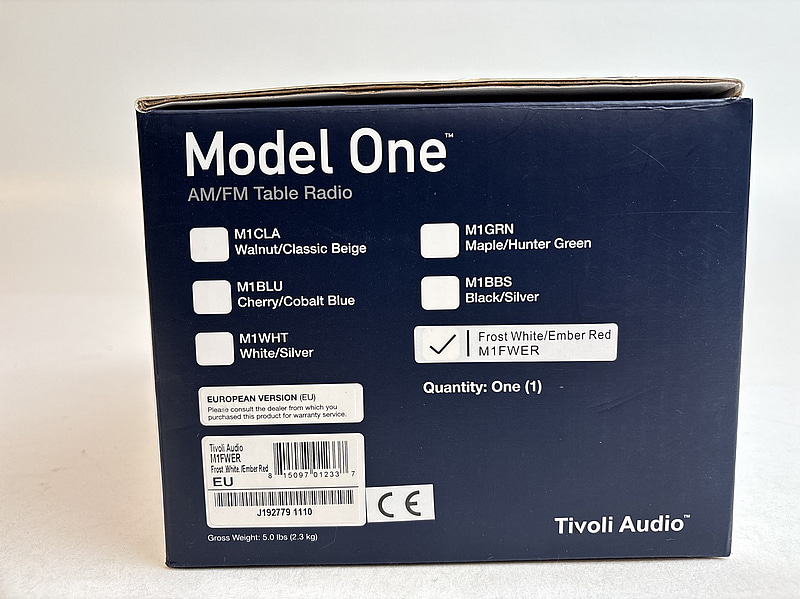 Model One™
AM/FM Table Radio
M1CLA
Walnut/Classic Beige
M1BLU
Cherry/Cobalt Blue
M1WHT
White/Silver
M1GRN
Maple/Hunter Green
M1BBS
Black/Silver
Frost White/Ember Red
M1FWER
Quantity: One (1)
EUROPEAN VERSION (EU)
Please consult the dealer from which you
purchased this product for warranty service.
Tivoli Audio
M1FWER
Frost .White. /Ember Red
EU
8 15097 01233 7
J192779 1110
CE
Gross Weight: 5.0 lbs (2.3 kg)
Tivoli Audio™